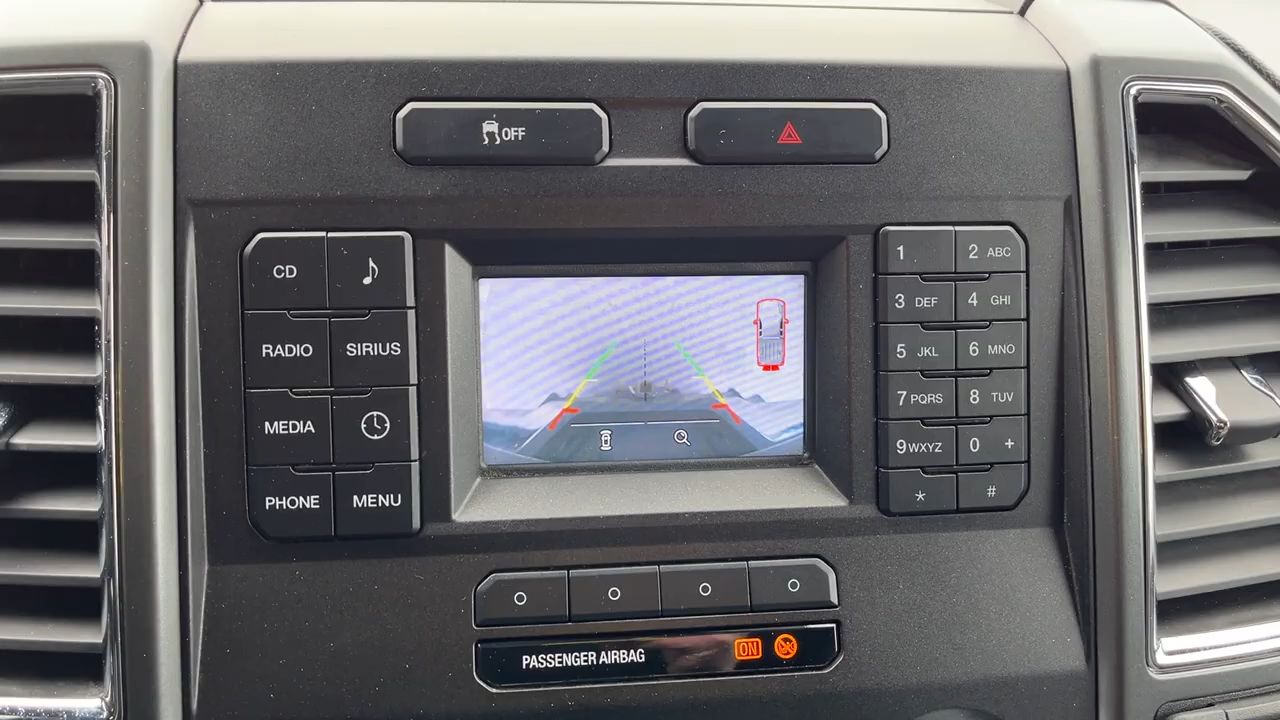 OFF
CD
RADIO SIRIUS
MEDIA
PHONE MENU
1 2 ABC
3 DEF 4 GHI
5 JKL 6 MNO
7 PQRS 8 TUV
9 WXYZ 0 +
* #
PASSENGER AIRBAG ON